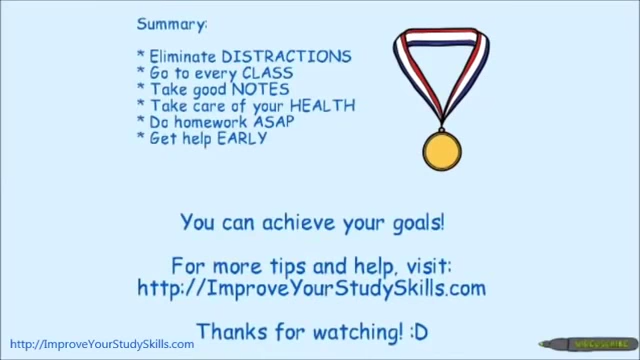 Summary:
* Eliminate DISTRACTIONS
* Go to every CLASS
* Take good NOTES
* Take care of your HEALTH
* Do homework ASAP
* Get help EARLY
You can achieve your goals!
For more tips and help, visit:
http://ImproveYourStudySkills.com
Thanks for watching! :D
http://ImproveYourStudySkills.com